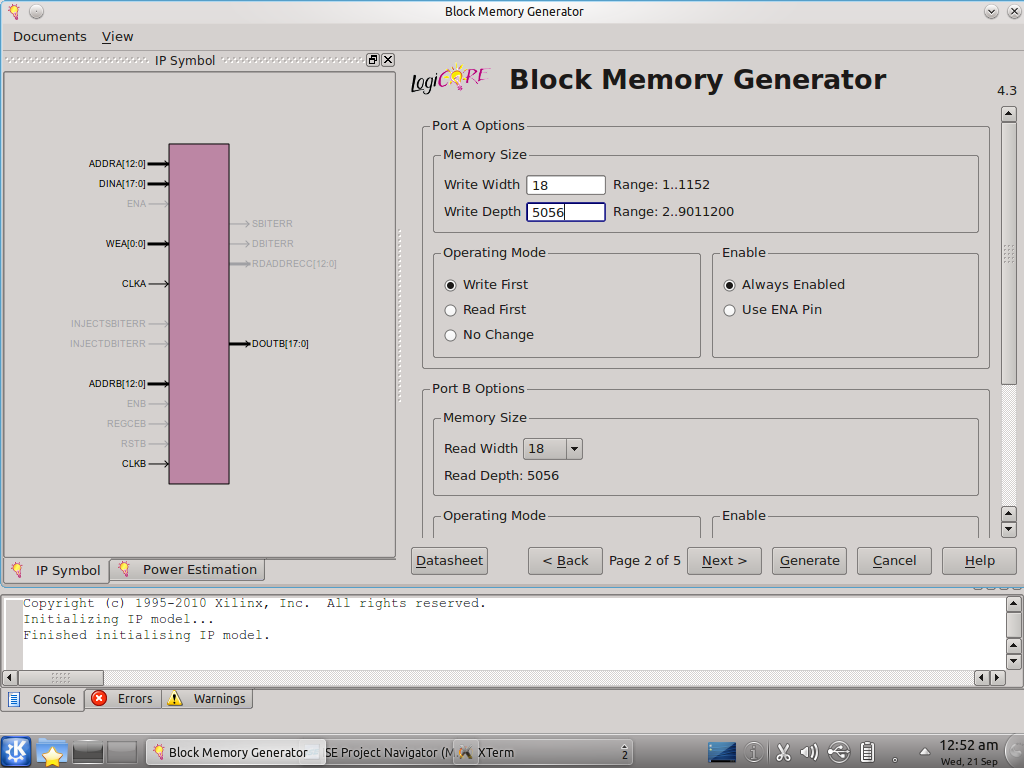 Block Memory Generator
Documents View
IP Symbol
LogiCORE
Block Memory Generator
4.3
ADDRA[12:0]
DINA[17:0]
ENA
WEA[0:0]
CLKA
INJECTSBITERR
INJECTDBITERR
ADDRB[12:0]
ENB
REGCEB
RSTB
CLKB
SBITERR
DBITERR
RDADDRECC[12:0]
DOUTB[17:0]
Port A Options
Memory Size
Write Width 18 Range: 1..1152
Write Depth 5056 Range: 2..9011200
Operating Mode
Write First
Read First
No Change
Enable
Always Enabled
Use ENA Pin
Port B Options
Memory Size
Read Width 18
Read Depth: 5056
Operating Mode
Enable
IP Symbol Power Estimation
Datasheet < Back Page 2 of 5 Next > Generate Cancel Help
Copyright (c) 1995-2010 Xilinx, Inc. All rights reserved.
Initializing IP model...
Finished initialising IP model.
Console Errors Warnings
Block Memory Generator SE Project Navigator (M XTerm 2
12:52 am
Wed, 21 Sep